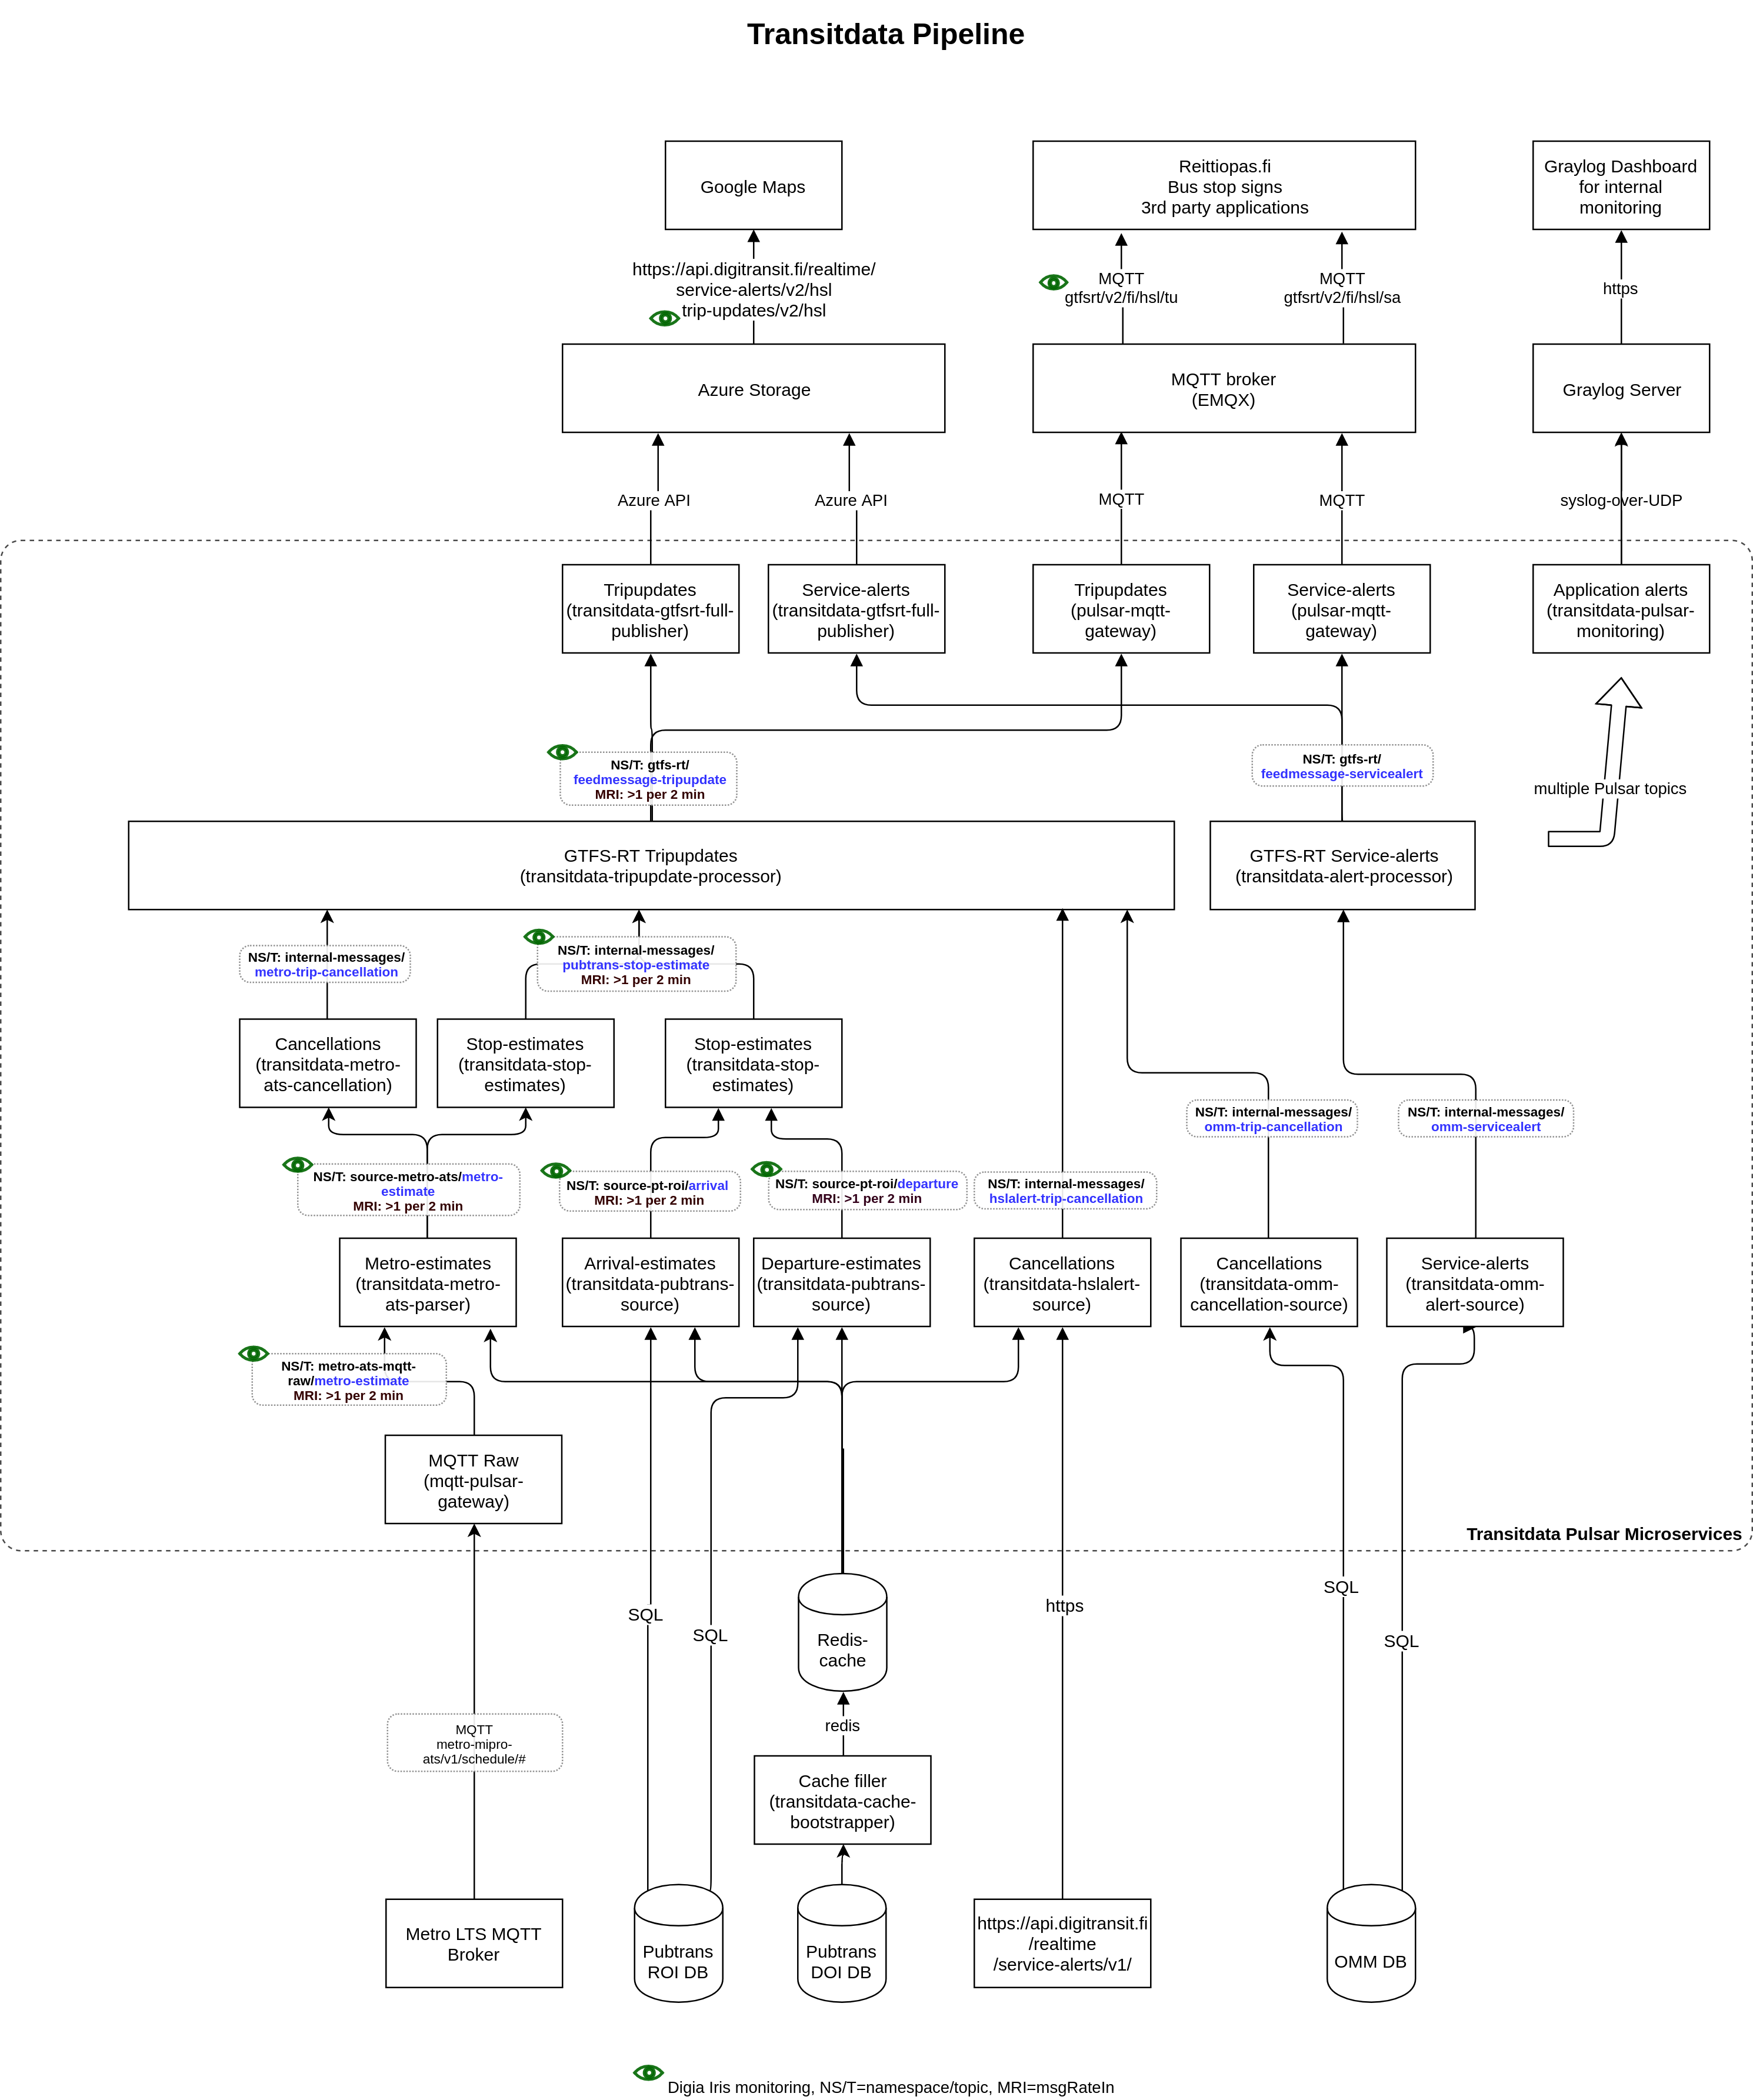 Transitdata Pipeline
Google Maps
Reittiopas.fi
Bus stop signs
3rd party applications
Graylog Dashboard
for internal
monitoring
https://api.digitransit.fi/realtime/
service-alerts/v2/hsl
trip-updates/v2/hsl
MQTT
gtfsrt/v2/fi/hsl/tu
MQTT
gtfsrt/v2/fi/hsl/sa
https
Azure Storage
MQTT broker
(EMQX)
Graylog Server
Azure API
Azure API
MQTT
MQTT
syslog-over-UDP
Tripupdates
(transitdata-gtfsrt-full-
publisher)
Service-alerts
(transitdata-gtfsrt-full-
publisher)
Tripupdates
(pulsar-mqtt-
gateway)
Service-alerts
(pulsar-mqtt-
gateway)
Application alerts
(transitdata-pulsar-
monitoring)
NS/T: gtfs-rt/
feedmessage-tripupdate
MRI: >1 per 2 min
NS/T: gtfs-rt/
feedmessage-servicealert
multiple Pulsar topics
GTFS-RT Tripupdates
(transitdata-tripupdate-processor)
GTFS-RT Service-alerts
(transitdata-alert-processor)
NS/T: internal-messages/
metro-trip-cancellation
NS/T: internal-messages/
pubtrans-stop-estimate
MRI: >1 per 2 min
Cancellations
(transitdata-metro-
ats-cancellation)
Stop-estimates
(transitdata-stop-
estimates)
Stop-estimates
(transitdata-stop-
estimates)
NS/T: internal-messages/
omm-trip-cancellation
NS/T: internal-messages/
omm-servicealert
NS/T: source-metro-ats/metro-
estimate
MRI: >1 per 2 min
NS/T: source-pt-roi/arrival
MRI: >1 per 2 min
NS/T: source-pt-roi/departure
MRI: >1 per 2 min
NS/T: internal-messages/
hslalert-trip-cancellation
Metro-estimates
(transitdata-metro-
ats-parser)
Arrival-estimates
(transitdata-pubtrans-
source)
Departure-estimates
(transitdata-pubtrans-
source)
Cancellations
(transitdata-hslalert-
source)
Cancellations
(transitdata-omm-
cancellation-source)
Service-alerts
(transitdata-omm-
alert-source)
NS/T: metro-ats-mqtt-
raw/metro-estimate
MRI: >1 per 2 min
MQTT Raw
(mqtt-pulsar-
gateway)
Transitdata Pulsar Microservices
SQL
SQL
Redis-
cache
https
SQL
SQL
redis
MQTT
metro-mipro-
ats/v1/schedule/#
Cache filler
(transitdata-cache-
bootstrapper)
Metro LTS MQTT
Broker
Pubtrans
ROI DB
Pubtrans
DOI DB
https://api.digitransit.fi
/realtime
/service-alerts/v1/
OMM DB
Digia Iris monitoring, NS/T=namespace/topic, MRI=msgRateIn